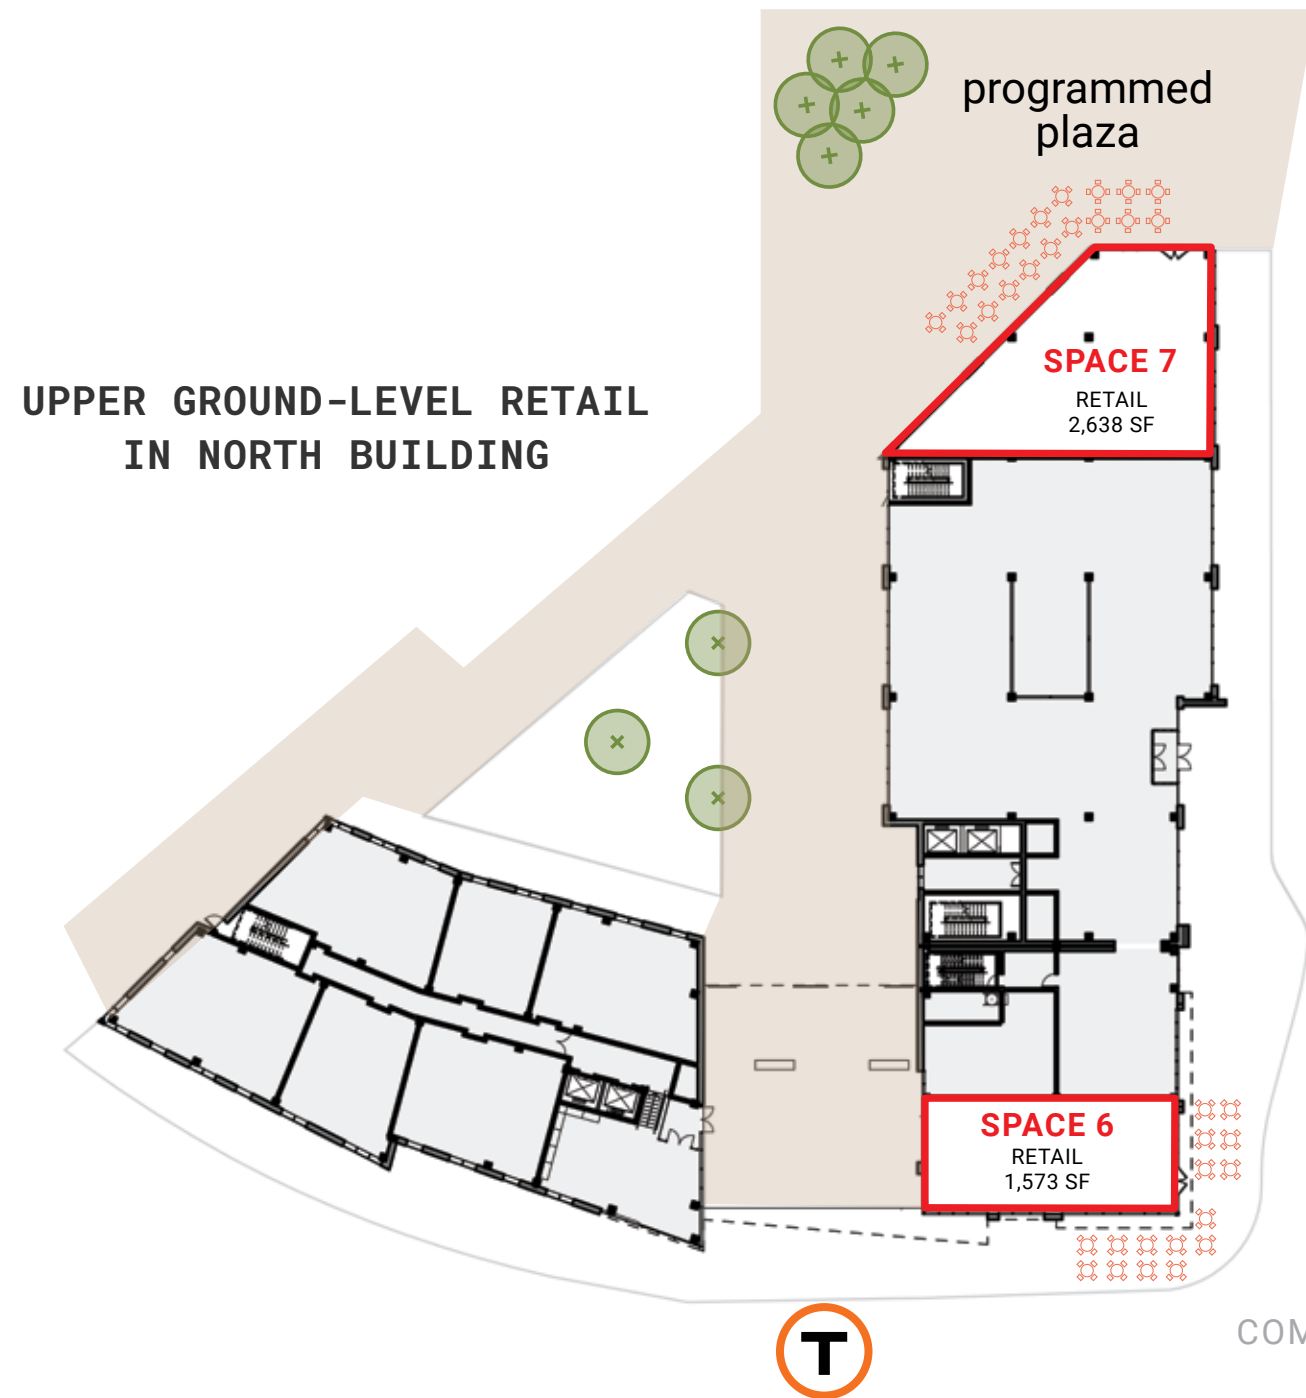 programmed
plaza
SPACE 7
RETAIL
2,638 SF
UPPER GROUND-LEVEL RETAIL
IN NORTH BUILDING
SPACE 6
RETAIL
1,573 SF
T
COM